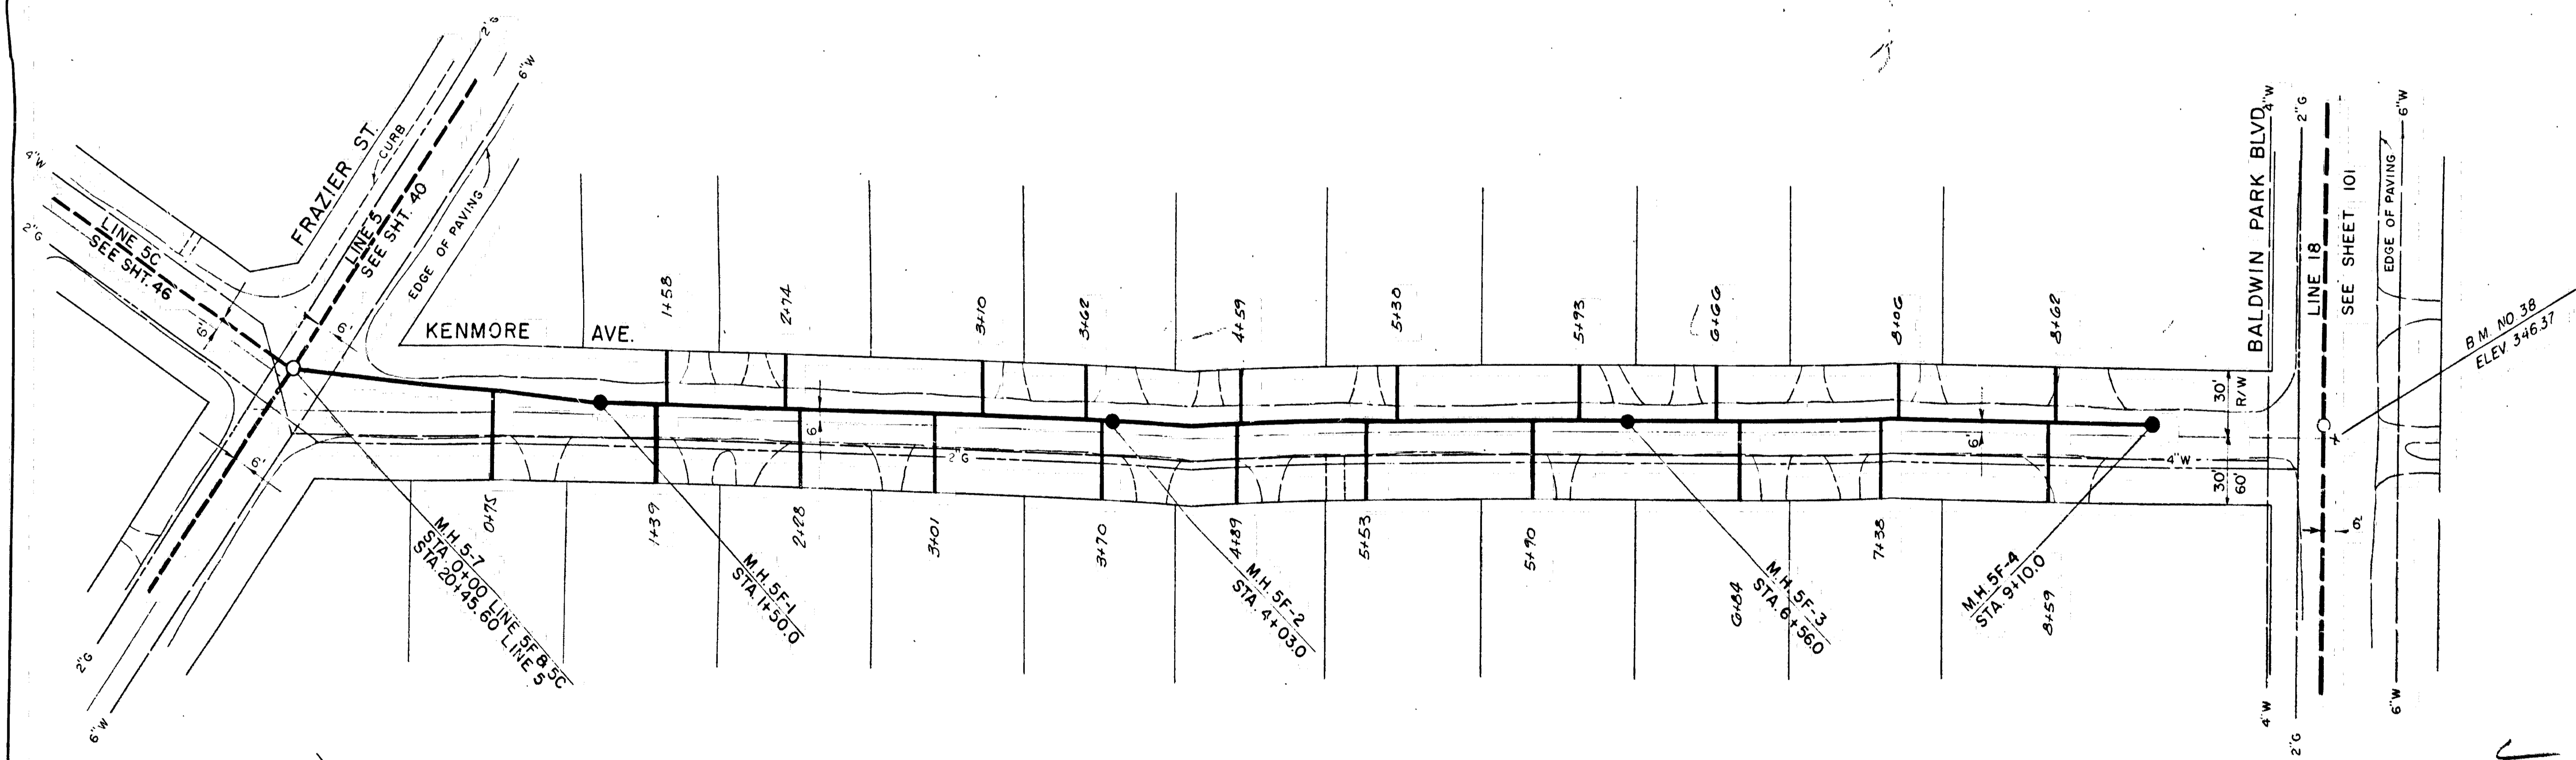 2"G
6"W
4"W
2"G
FRAZIER ST.
CURB
LINE 5
SEE SHT. 40
EDGE OF PAVING
LINE 5C
SEE SHT. 46
6'
6'
6'
KENMORE AVE.
1+58
2+74
3+10
3+62
4+59
5+30
5+93
6+66
8+06
8+62
6'
2"G
6'
4"W
0+75
1+39
2+28
3+01
3+70
4+89
5+53
5+90
6+84
7+38
8+59
M.H. 5-7
STA. 0+00 LINE 5F & 5C
STA. 20+45.60 LINE 5
M.H. 5F-1
STA. 1+50.0
M.H. 5F-2
STA. 4+03.0
M.H. 5F-3
STA. 6+56.0
M.H. 5F-4
STA. 9+10.0
2"G
6"W
BALDWIN PARK BLVD.
4"W
2"G
LINE 18
SEE SHEET 101
EDGE OF PAVING
6"W
30'
R/W
30'
60'
6'
B.M. NO. 38
ELEV. 346.37
4"W
2"G
6"W